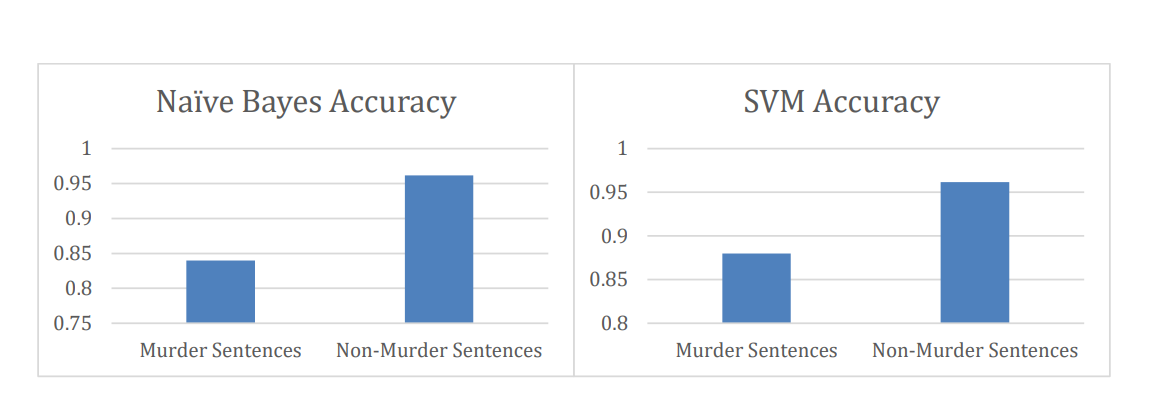 Naïve Bayes Accuracy
1
0.95
0.9
0.85
0.8
0.75
Murder Sentences
Non-Murder Sentences
SVM Accuracy
1
0.95
0.9
0.85
0.8
Murder Sentences
Non-Murder Sentences